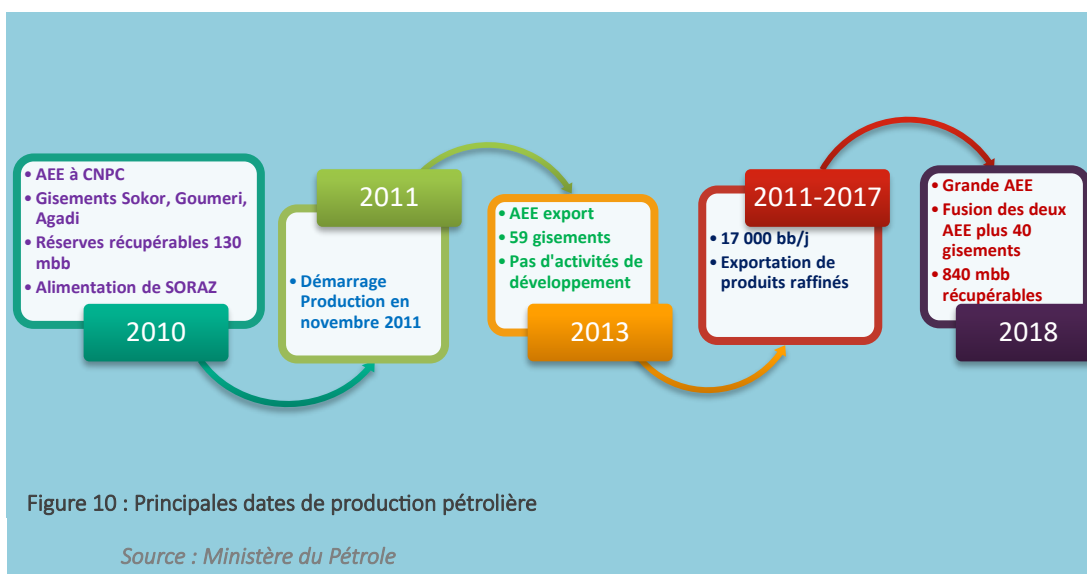 • AEE à CNPC
• Gisements Sokor, Goumeri,
Agadi
• Réserves récupérables 130
mbb
• Alimentation de SORAZ
2010
2011
• Démarrage
Production en
novembre 2011
• AEE export
• 59 gisements
• Pas d'activités de
développement
2013
2011-2017
• 17 000 bb/j
• Exportation de
produits raffinés
• Grande AEE
• Fusion des deux
AEE plus 40
gisements
• 840 mbb
récupérables
2018
Figure 10 : Principales dates de production pétrolière
Source : Ministère du Pétrole